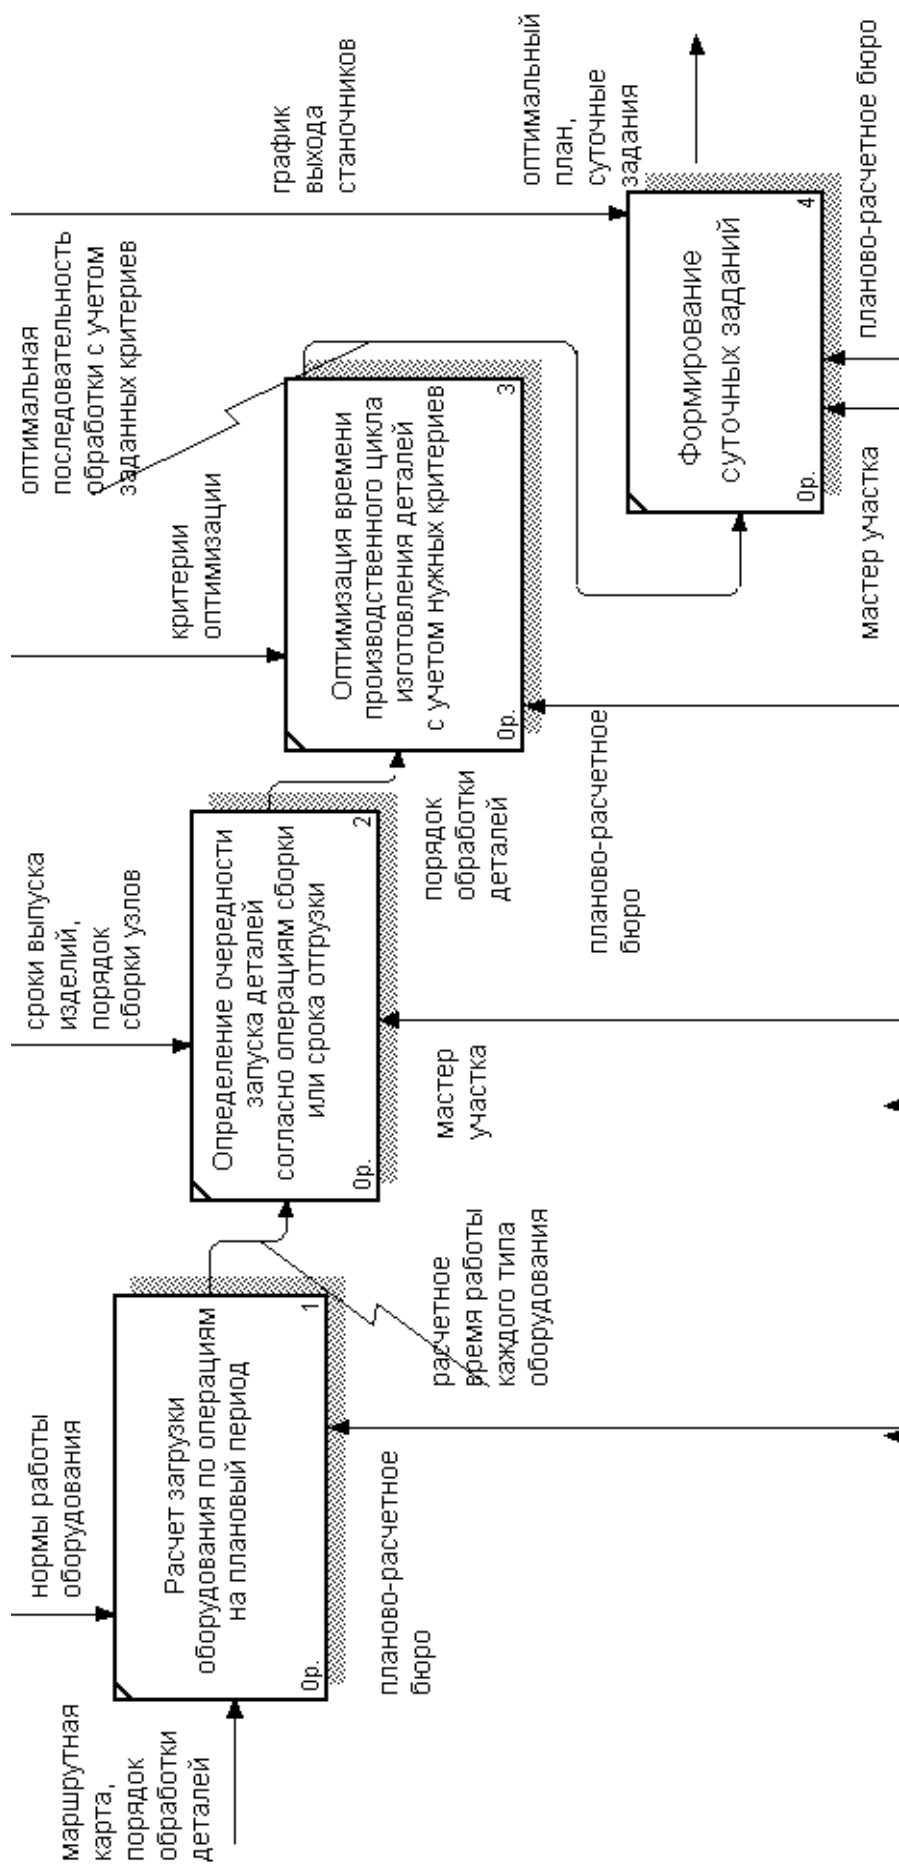 маршрутная
карта,
порядок
обработки
деталей
нормы работы
оборудования
Расчет загрузки
оборудования по операциям
на плановый период
0р.
1
планово-расчетное
бюро
расчетное
время работы
каждого типа
оборудования
сроки выпуска
изделий,
порядок
сборки узлов
Определение очередности
запуска деталей
согласно операциям сборки
или срока отгрузки
0р.
2
мастер
участка
порядок
обработки
деталей
критерии
оптимизации
Оптимизация времени
производственного цикла
изготовления деталей
с учетом нужных критериев
0р.
3
планово-расчетное
бюро
оптимальная
последовательность
обработки с учетом
заданных критериев
график
выхода
станочников
Формирование
суточных заданий
0р.
4
мастер участка
планово-расчетное бюро
оптимальный
план,
суточные
задания